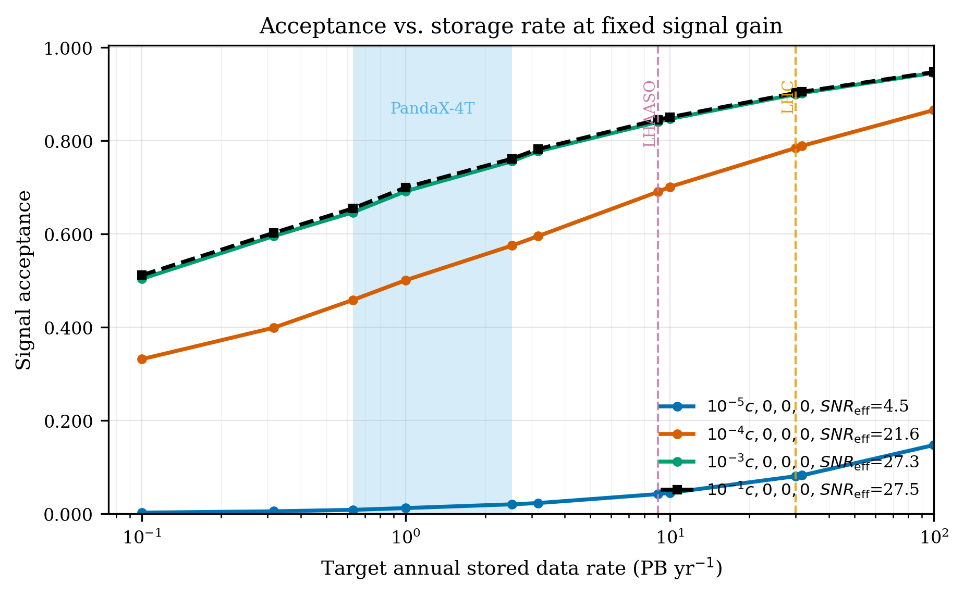 Acceptance vs. storage rate at fixed signal gain
Signal acceptance
1.000
0.800
0.600
0.400
0.200
0.000
PandaX-4T
LHAASO
LHC
10⁻⁵c, 0, 0, 0, SNR_eff=4.5
10⁻⁴c, 0, 0, 0, SNR_eff=21.6
10⁻³c, 0, 0, 0, SNR_eff=27.3
10⁻¹c, 0, 0, 0, SNR_eff=27.5
10⁻¹ 10⁰ 10¹ 10²
Target annual stored data rate (PB yr⁻¹)